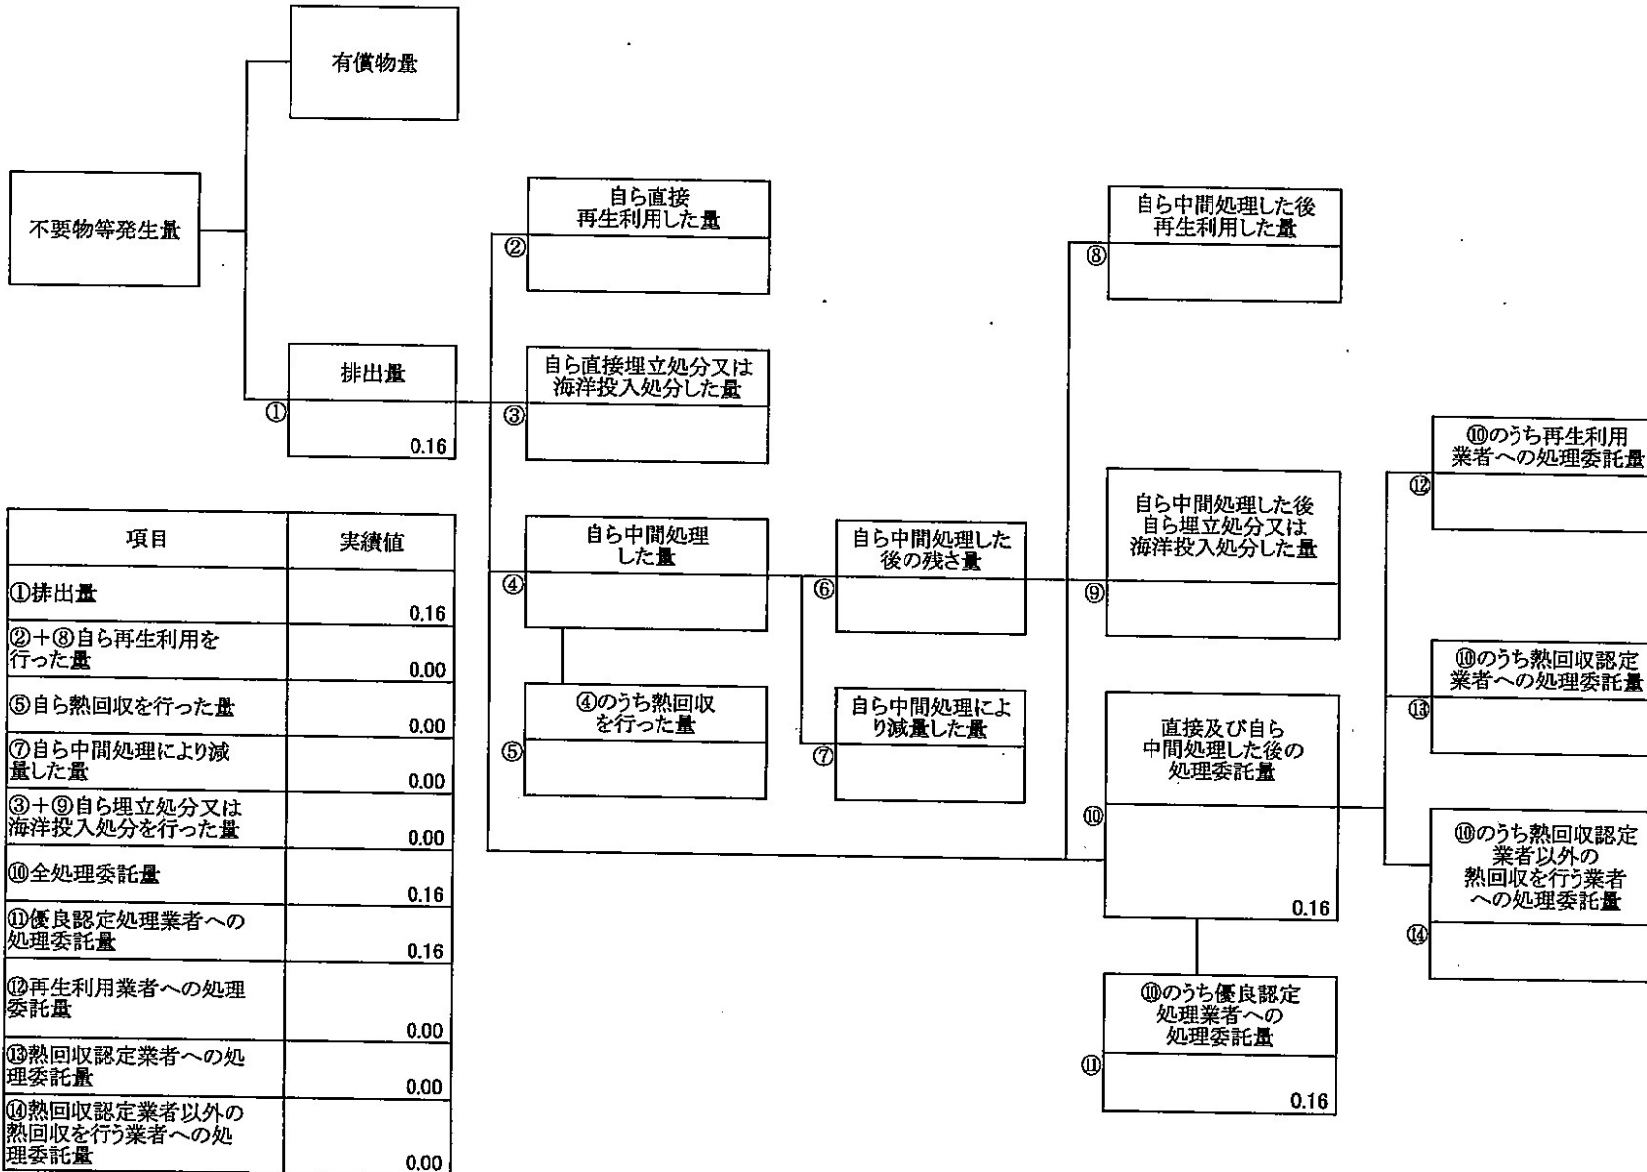 有償物量
不要物等発生量
排出量
①
0.16
自ら直接
再生利用した量
②
自ら直接埋立処分又は
海洋投入処分した量
③
自ら中間処理
した量
④
④のうち熱回収
を行った量
⑤
自ら中間処理した
後の残さ量
⑥
自ら中間処理によ
り減量した量
⑦
自ら中間処理した後
再生利用した量
⑧
自ら中間処理した後
自ら埋立処分又は
海洋投入処分した量
⑨
直接及び自ら
中間処理した後の
処理委託量
⑩
0.16
⑩のうち優良認定
処理業者への
処理委託量
⑪
0.16
⑩のうち再生利用
業者への処理委託量
⑫
⑩のうち熱回収認定
業者への処理委託量
⑬
⑩のうち熱回収認定
業者以外の
熱回収を行う業者
への処理委託量
⑭
項目 実績値
①排出量
0.16
②+⑧自ら再生利用を
行った量
0.00
⑤自ら熱回収を行った量
0.00
⑦自ら中間処理により減
量した量
0.00
③+⑨自ら埋立処分又は
海洋投入処分を行った量
0.00
⑩全処理委託量
0.16
⑪優良認定処理業者への
処理委託量
0.16
⑫再生利用業者への処理
委託量
0.00
⑬熱回収認定業者への処
理委託量
0.00
⑭熱回収認定業者以外の
熱回収を行う業者への処
理委託量
0.00